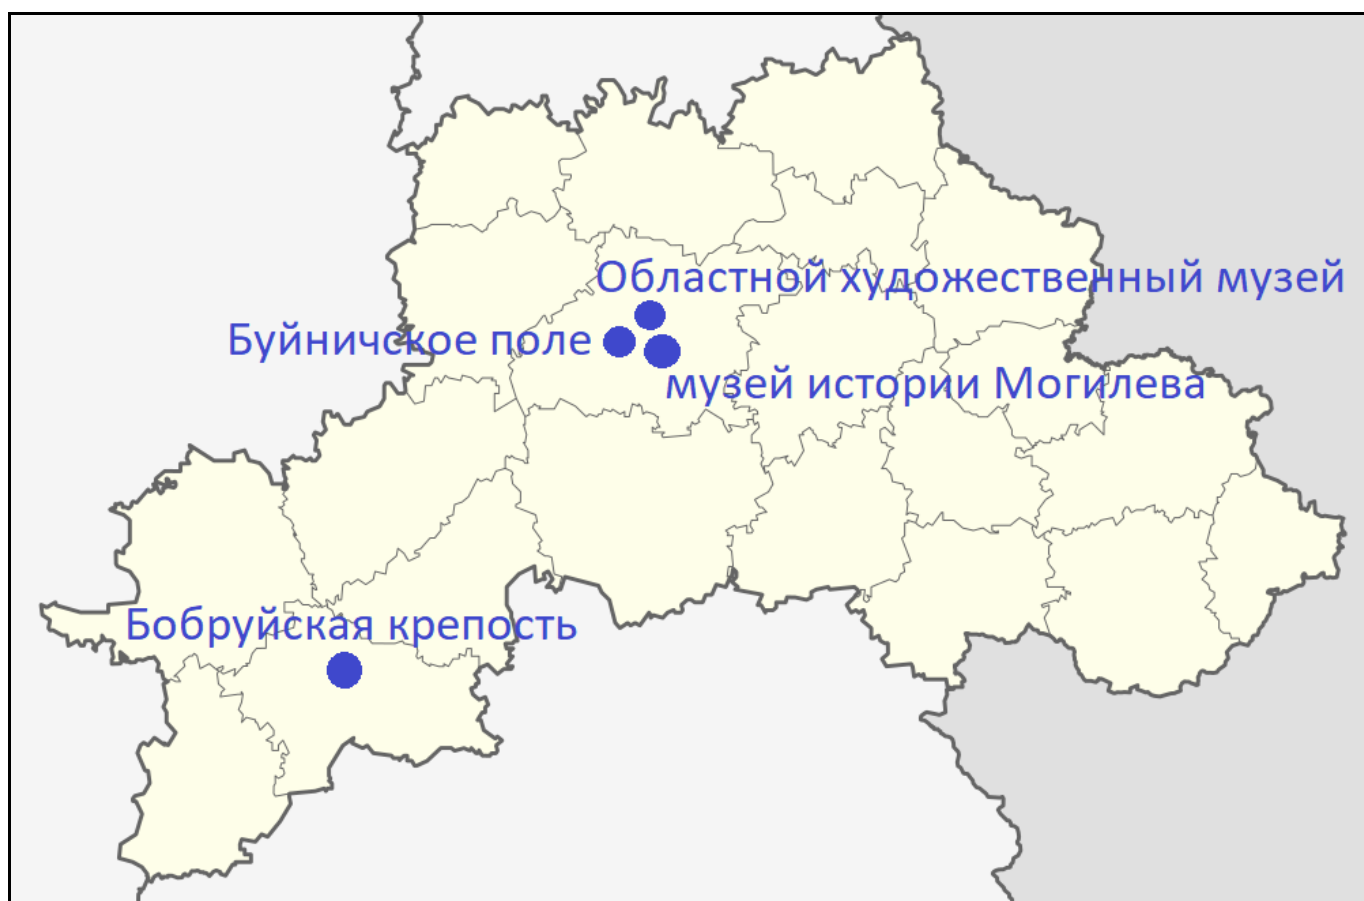 Областной художественный музей
Буйничское поле
музей истории Могилева
Бобруйская крепость